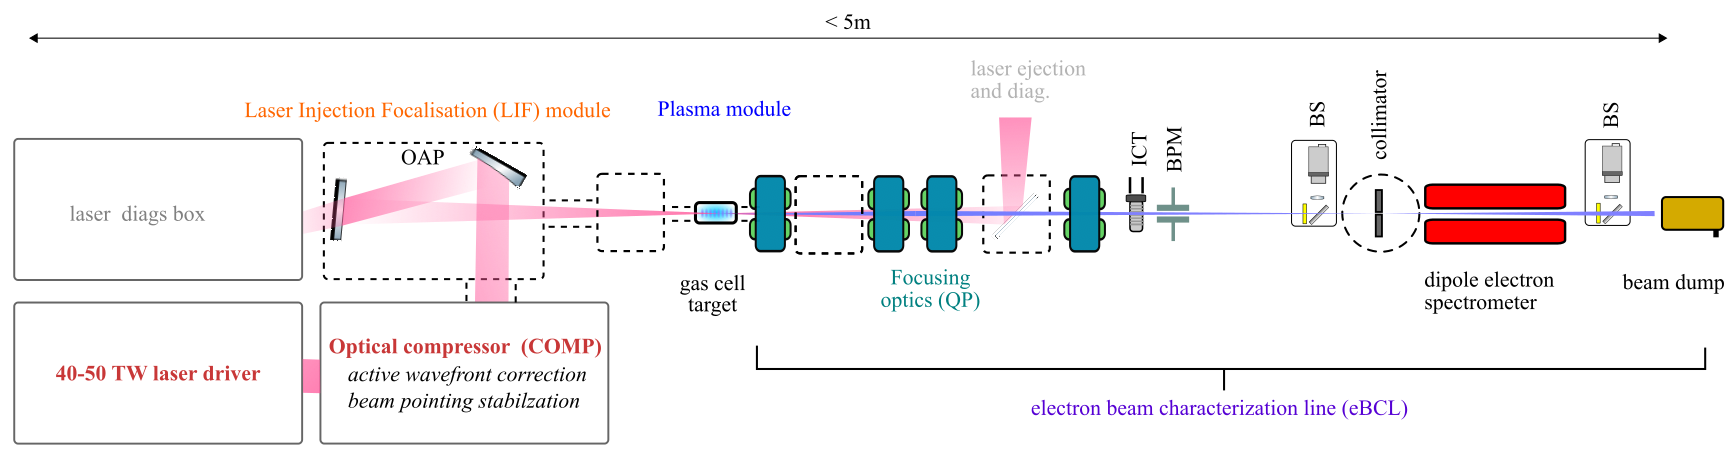 < 5m
laser ejection
and diag.
Laser Injection Focalisation (LIF) module
Plasma module
BS
collimator
BS
ICT
BPM
OAP
laser  diags box
gas cell
target
Focusing
optics (QP)
dipole electron
spectrometer
beam dump
40-50 TW laser driver
Optical compressor  (COMP)
active wavefront correction
beam pointing stabilzation
electron beam characterization line (eBCL)